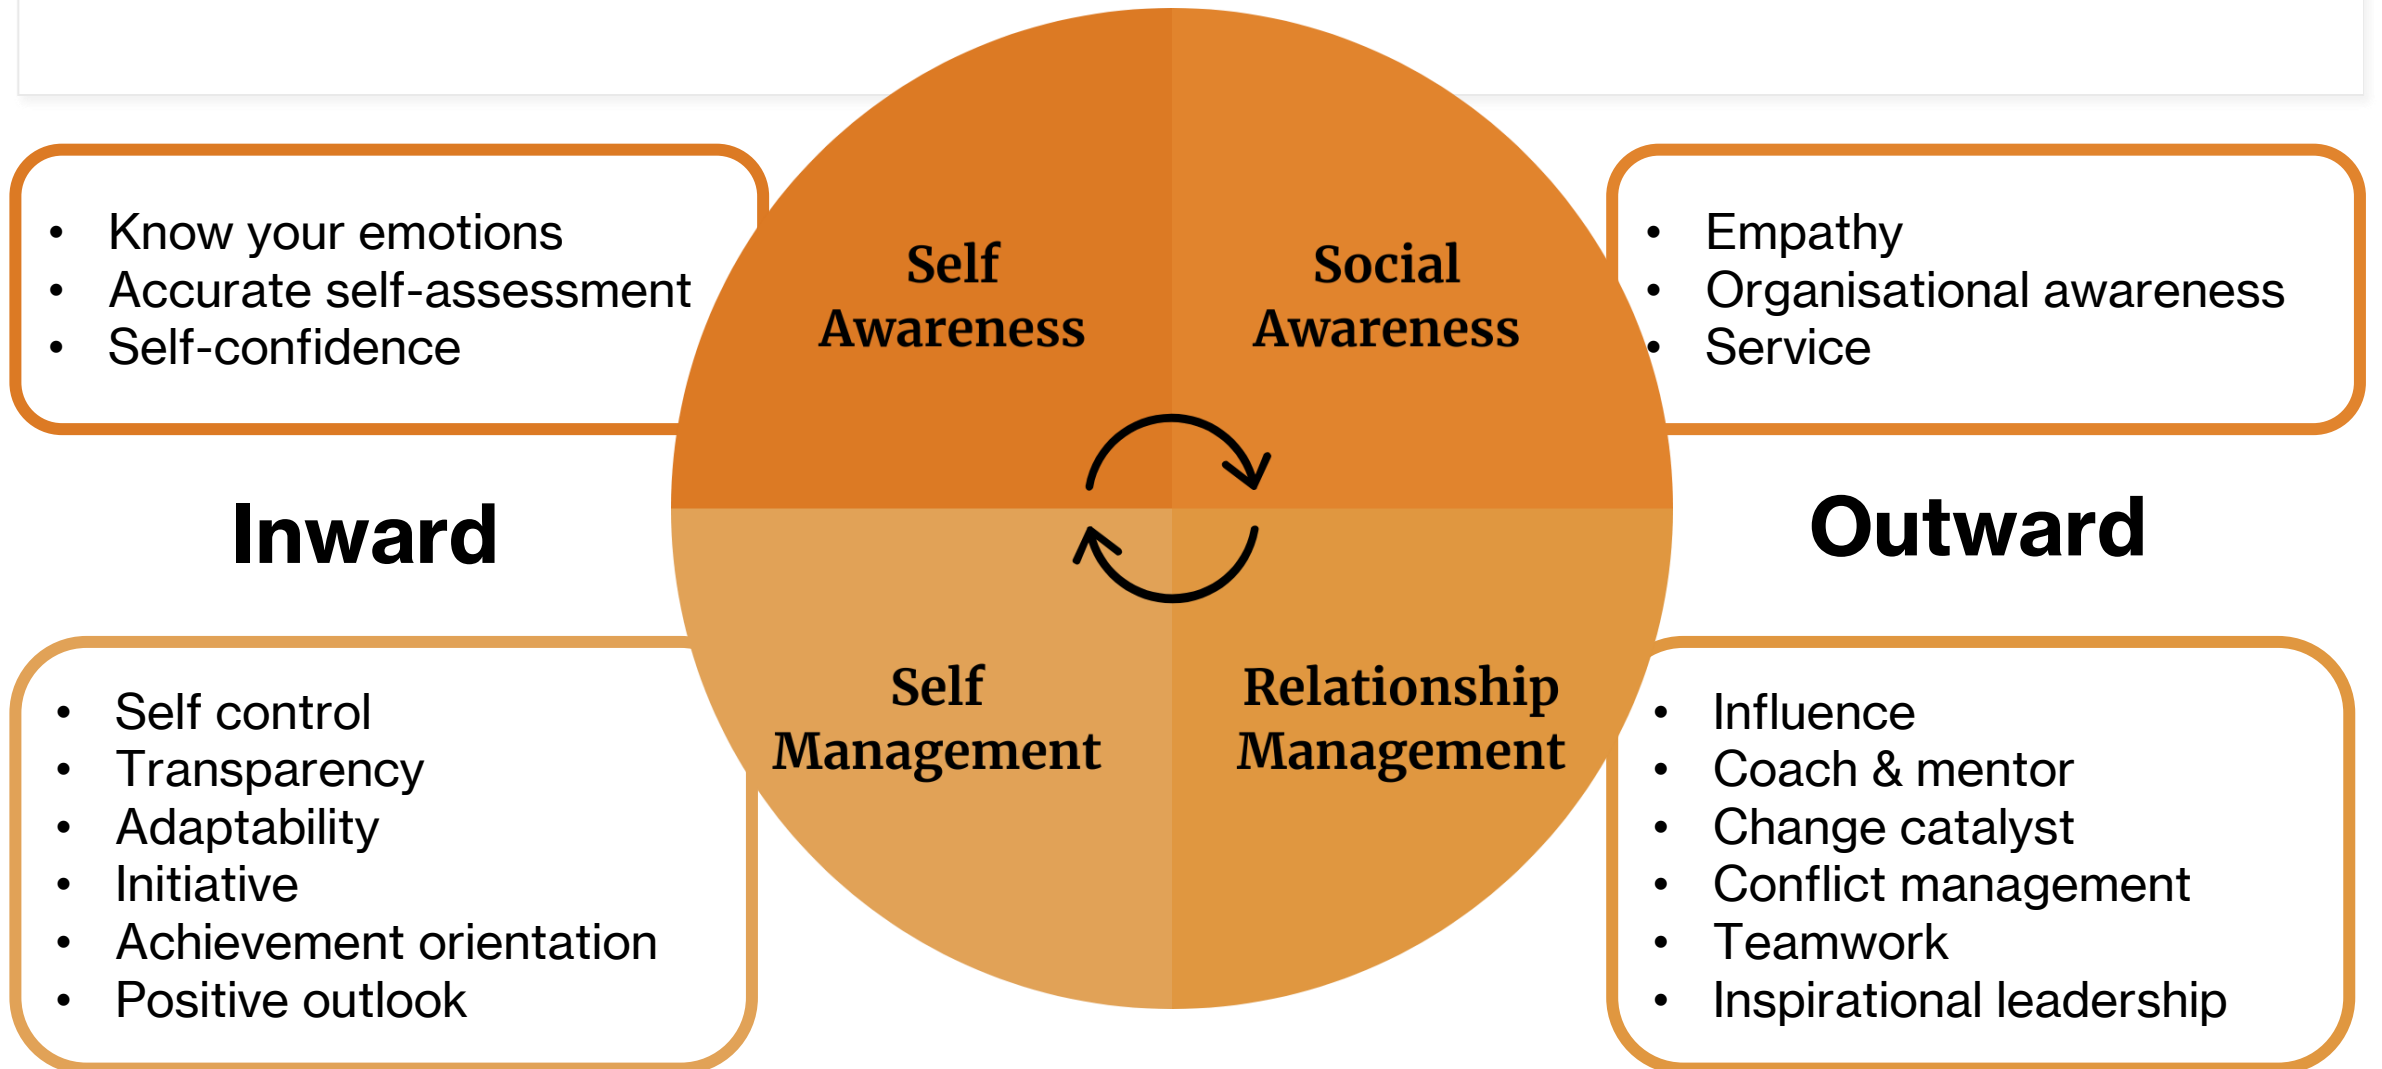 • Know your emotions
• Accurate self-assessment
• Self-confidence
Self
Awareness
Social
Awareness
• Empathy
• Organisational awareness
• Service
Inward
Outward
• Self control
• Transparency
• Adaptability
• Initiative
• Achievement orientation
• Positive outlook
Self
Management
Relationship
Management
• Influence
• Coach & mentor
• Change catalyst
• Conflict management
• Teamwork
• Inspirational leadership